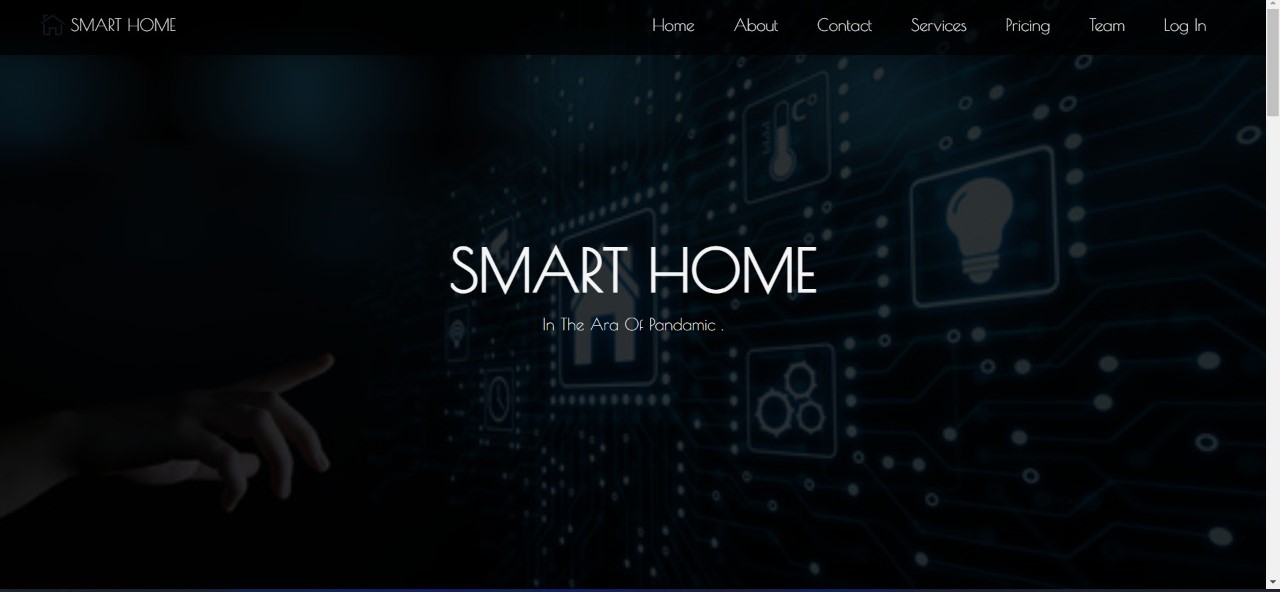 SMART HOME
Home About Contact Services Pricing Team Log In
C°
SMART HOME
In The Ara Of Pandamic .